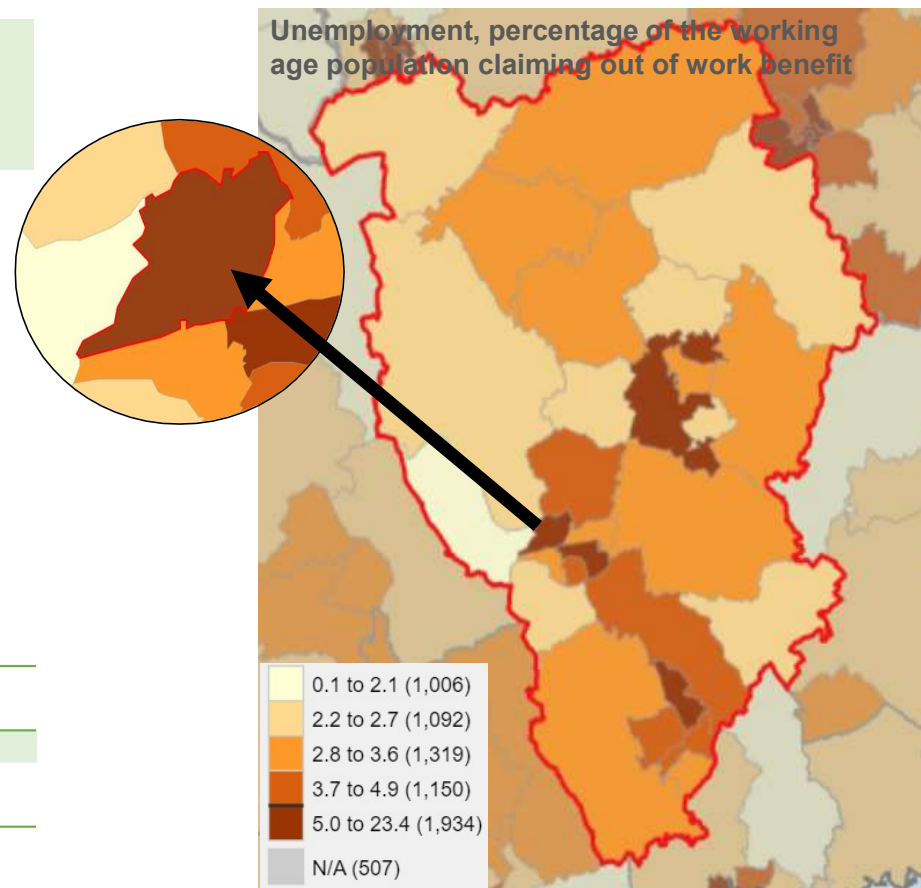 Unemployment, percentage of the working
age population claiming out of work benefit
0.1 to 2.1 (1,006)
2.2 to 2.7 (1,092)
2.8 to 3.6 (1,319)
3.7 to 4.9 (1,150)
5.0 to 23.4 (1,934)
N/A (507)